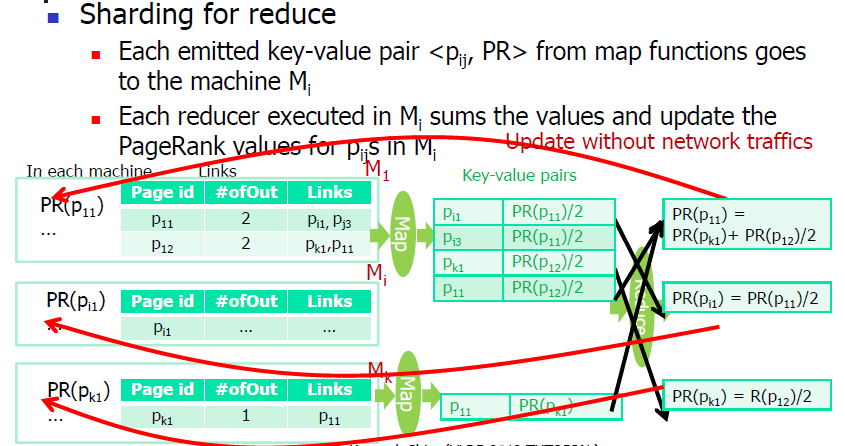 Sharding for reduce
Each emitted key-value pair <pij, PR> from map functions goes
to the machine Mi
Each reducer executed in Mi sums the values and update the
PageRank values for pijs in Mi
Update without network traffics
In each machine
Links
M1
Key-value pairs
PR(p11)
...
Page id #ofOut Links
p11 2 pi1, pj3
p12 2 pk1,p11
Map
pi1 PR(p11)/2
pi3 PR(p11)/2
pk1 PR(p12)/2
p11 PR(p12)/2
PR(p11) =
PR(pk1)+ PR(p12)/2
Mi
PR(pi1)
...
Page id #ofOut Links
pi1 ... ...
PR(pi1) = PR(p11)/2
Mk
PR(pk1)
...
Page id #ofOut Links
pk1 1 p11
Map
p11 PR(pk1)
PR(pk1) = R(p12)/2